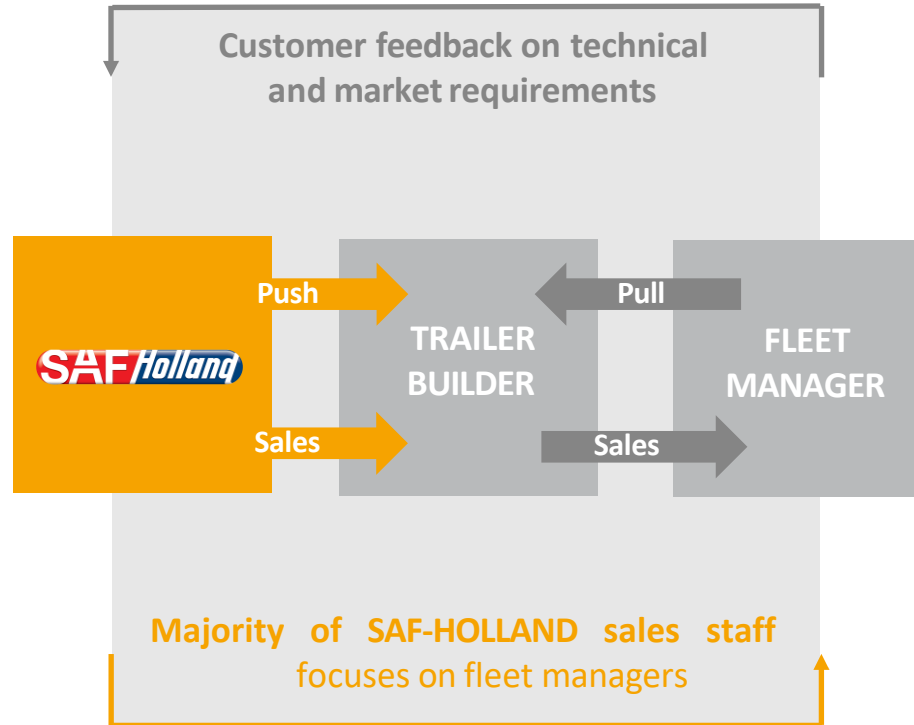 Customer feedback on technical
and market requirements
Push
Pull
SAF Holland
TRAILER
BUILDER
FLEET
MANAGER
Sales
Sales
Majority of SAF-HOLLAND sales staff
focuses on fleet managers